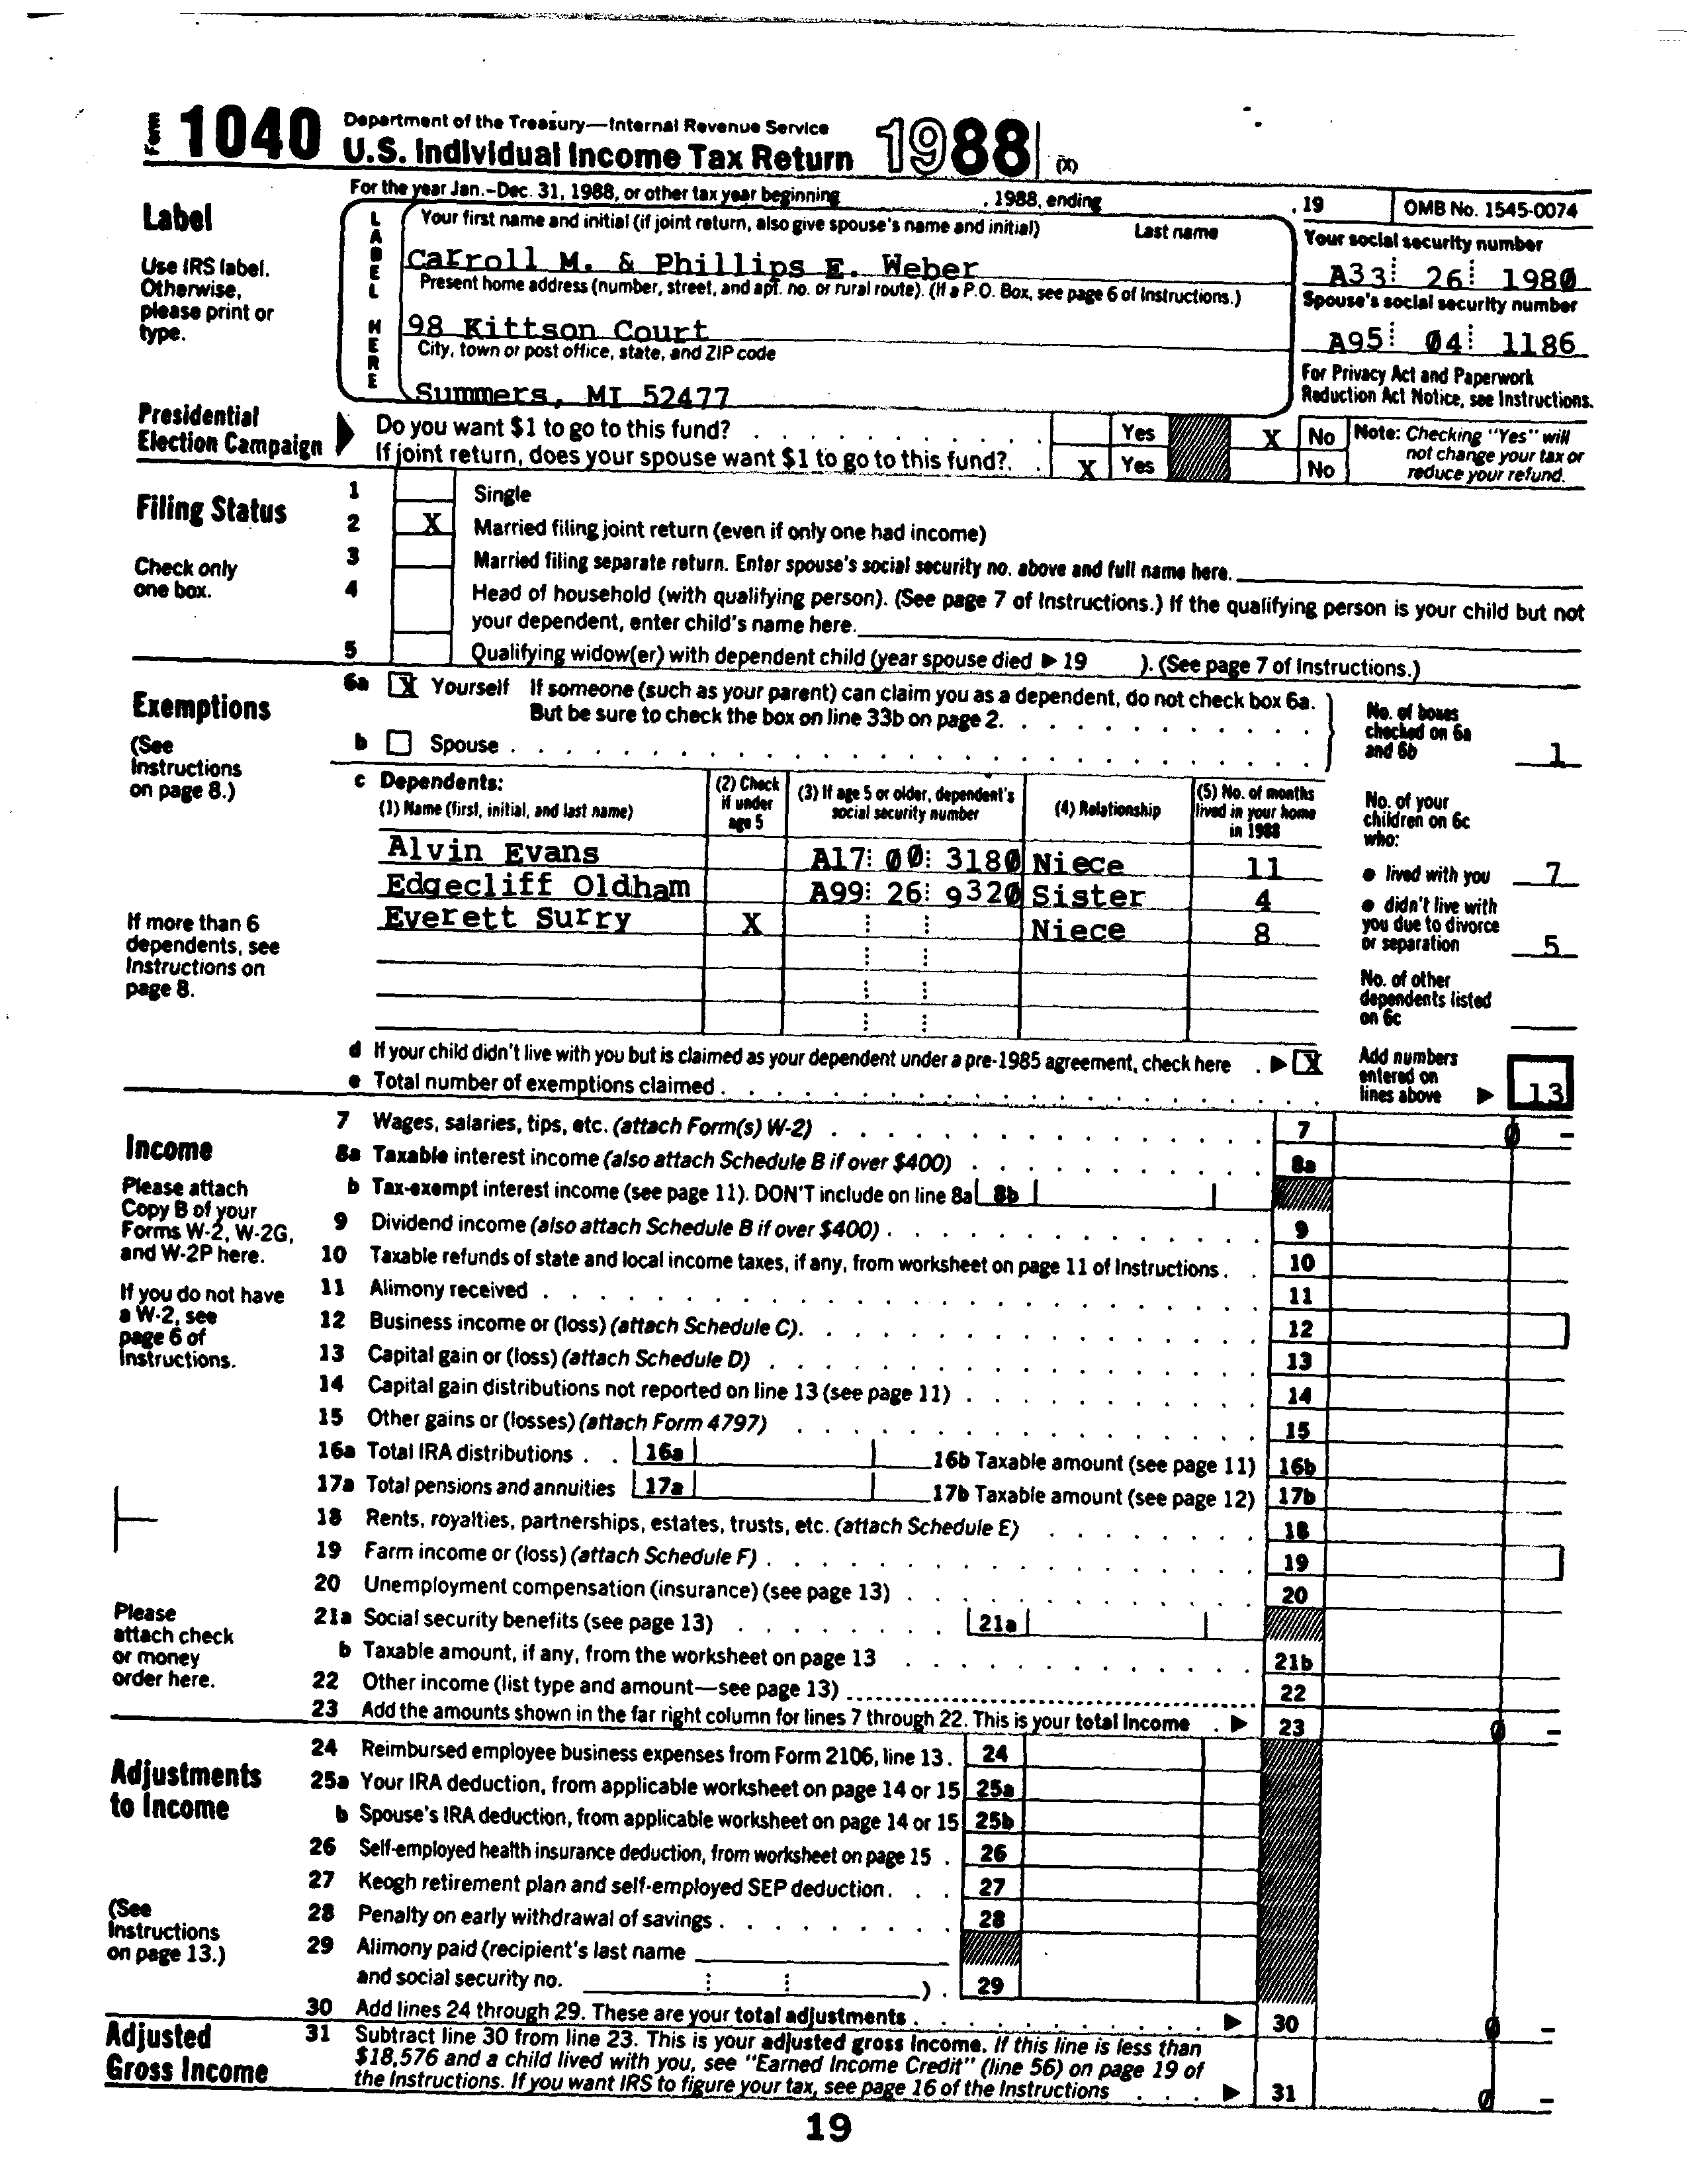 Form 1040 Department of the Treasury—Internal Revenue Service
U.S. Individual Income Tax Return 1988 (X)
For the year Jan.-Dec. 31, 1988, or other tax year beginning , 1988, ending , 19 OMB No. 1545-0074
Label
Use IRS label.
Otherwise,
please print or
type.
LABEL HERE
Your first name and initial (if joint return, also give spouse's name and initial) Last name
Carroll M. & Phillips E. Weber
Your social security number
A33 26 1980
Present home address (number, street, and apt. no. or rural route). (If a P.O. Box, see page 6 of Instructions.)
98 Kittson Court
Spouse's social security number
A95 04 1186
City, town or post office, state, and ZIP code
Summers, MI 52477
For Privacy Act and Paperwork
Reduction Act Notice, see Instructions.
Presidential
Election Campaign
Do you want $1 to go to this fund? . . . . . . . . . . Yes X No
If joint return, does your spouse want $1 to go to this fund?. . X Yes No
Note: Checking "Yes" will
not change your tax or
reduce your refund.
Filing Status
Check only
one box.
1 Single
2 X Married filing joint return (even if only one had income)
3 Married filing separate return. Enter spouse's social security no. above and full name here.
4 Head of household (with qualifying person). (See page 7 of Instructions.) If the qualifying person is your child but not
your dependent, enter child's name here.
5 Qualifying widow(er) with dependent child (year spouse died ▶ 19 ). (See page 7 of Instructions.)
Exemptions
(See
Instructions
on page 8.)
6a X Yourself If someone (such as your parent) can claim you as a dependent, do not check box 6a.
But be sure to check the box on line 33b on page 2. . . . . . . . . . .
b Spouse . . . . . . . . . . . . . . . . . . . . . . . .
No. of boxes
checked on 6a
and 6b 1
c Dependents:
(1) Name (first, initial, and last name)
(2) Check
if under
age 5
(3) If age 5 or older, dependent's
social security number
(4) Relationship
(5) No. of months
lived in your home
in 1988
Alvin Evans A17 00 3180 Niece 11
Edgecliff Oldham A99 26 9320 Sister 4
Everett Surry X Niece 8
No. of your
children on 6c
who:
● lived with you 7
● didn't live with
you due to divorce
or separation 5
No. of other
dependents listed
on 6c
If more than 6
dependents, see
Instructions on
page 8.
d If your child didn't live with you but is claimed as your dependent under a pre-1985 agreement, check here . ▶ X
e Total number of exemptions claimed . . . . . . . . . . . . . . . . . .
Add numbers
entered on
lines above ▶ 13
Income
Please attach
Copy B of your
Forms W-2, W-2G,
and W-2P here.
If you do not have
a W-2, see
page 6 of
Instructions.
Please
attach check
or money
order here.
7 Wages, salaries, tips, etc. (attach Form(s) W-2) . . . . . . . . . . . . . 7 0 –
8a Taxable interest income (also attach Schedule B if over $400) . . . . . . . . . 8a
b Tax-exempt interest income (see page 11). DON'T include on line 8a 8b
9 Dividend income (also attach Schedule B if over $400) . . . . . . . . . . . 9
10 Taxable refunds of state and local income taxes, if any, from worksheet on page 11 of Instructions . . 10
11 Alimony received . . . . . . . . . . . . . . . . . . . . . . 11
12 Business income or (loss) (attach Schedule C). . . . . . . . . . . . . . 12
13 Capital gain or (loss) (attach Schedule D) . . . . . . . . . . . . . . . 13
14 Capital gain distributions not reported on line 13 (see page 11) . . . . . . . . . 14
15 Other gains or (losses) (attach Form 4797) . . . . . . . . . . . . . . 15
16a Total IRA distributions . . 16a 16b Taxable amount (see page 11) 16b
17a Total pensions and annuities 17a 17b Taxable amount (see page 12) 17b
18 Rents, royalties, partnerships, estates, trusts, etc. (attach Schedule E) . . . . . . . 18
19 Farm income or (loss) (attach Schedule F) . . . . . . . . . . . . . . . 19
20 Unemployment compensation (insurance) (see page 13) . . . . . . . . . . . 20
21a Social security benefits (see page 13) . . . . . . . . 21a
b Taxable amount, if any, from the worksheet on page 13 . . . . . . . . . . . 21b
22 Other income (list type and amount—see page 13) 22
23 Add the amounts shown in the far right column for lines 7 through 22. This is your total income . ▶ 23 0 –
Adjustments
to Income
(See
Instructions
on page 13.)
24 Reimbursed employee business expenses from Form 2106, line 13 . 24
25a Your IRA deduction, from applicable worksheet on page 14 or 15 25a
b Spouse's IRA deduction, from applicable worksheet on page 14 or 15 25b
26 Self-employed health insurance deduction, from worksheet on page 15 . 26
27 Keogh retirement plan and self-employed SEP deduction . . . 27
28 Penalty on early withdrawal of savings . . . . . . . . . 28
29 Alimony paid (recipient's last name
and social security no. ) . 29
30 Add lines 24 through 29. These are your total adjustments . . . . . . . . . . ▶ 30 0 –
Adjusted
Gross Income
31 Subtract line 30 from line 23. This is your adjusted gross income. If this line is less than
$18,576 and a child lived with you, see "Earned Income Credit" (line 56) on page 19 of
the Instructions. If you want IRS to figure your tax, see page 16 of the Instructions . . . ▶ 31 0 –
19